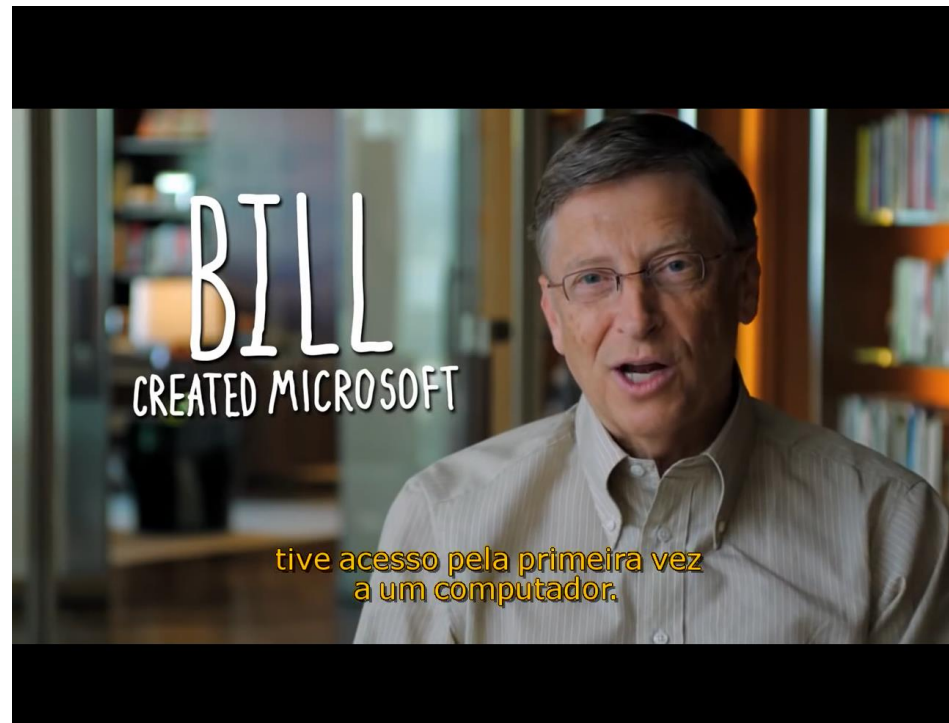 BILL
CREATED MICROSOFT
tive acesso pela primeira vez
a um computador.